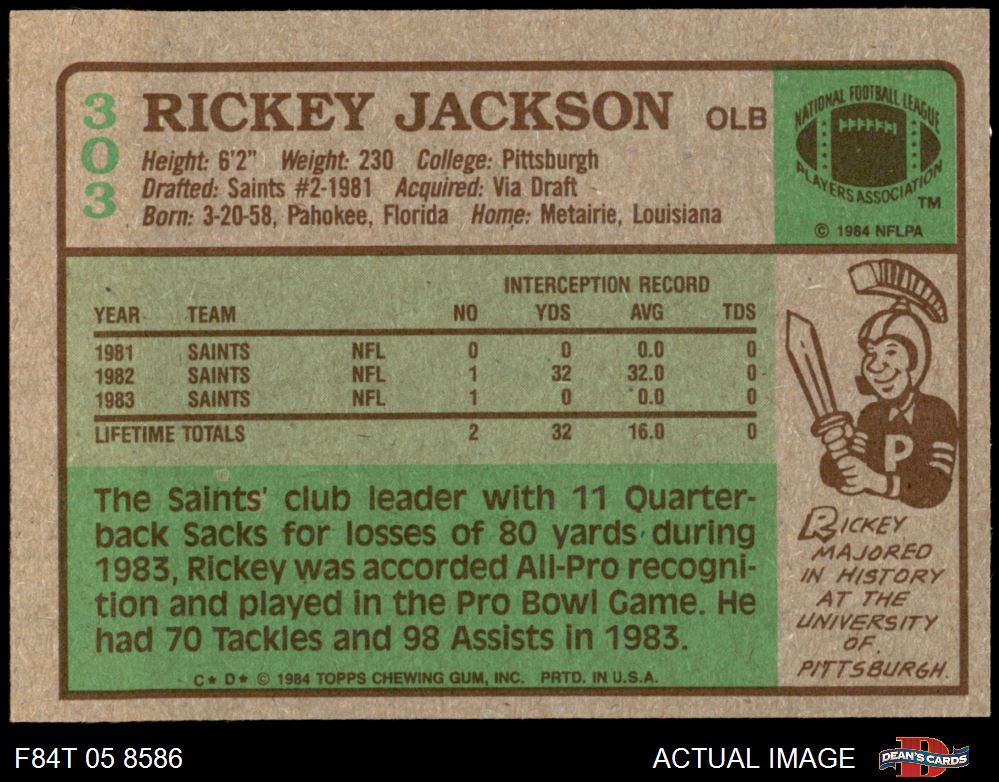 303
RICKEY JACKSON OLB
Height: 6'2" Weight: 230 College: Pittsburgh
Drafted: Saints #2-1981 Acquired: Via Draft
Born: 3-20-58, Pahokee, Florida Home: Metairie, Louisiana
NATIONAL FOOTBALL LEAGUE
PLAYERS ASSOCIATION
TM
© 1984 NFLPA
INTERCEPTION RECORD
YEAR TEAM NO YDS AVG TDS
1981 SAINTS NFL 0 0 0.0 0
1982 SAINTS NFL 1 32 32.0 0
1983 SAINTS NFL 1 0 0.0 0
LIFETIME TOTALS 2 32 16.0 0
The Saints' club leader with 11 Quarter-
back Sacks for losses of 80 yards during
1983, Rickey was accorded All-Pro recogni-
tion and played in the Pro Bowl Game. He
had 70 Tackles and 98 Assists in 1983.
C* D* © 1984 TOPPS CHEWING GUM, INC. PRTD. IN U.S.A.
P
RICKEY
MAJORED
IN HISTORY
AT THE
UNIVERSITY
OF
PITTSBURGH.
F84T 05 8586
ACTUAL IMAGE
D
DEAN'S CARDS